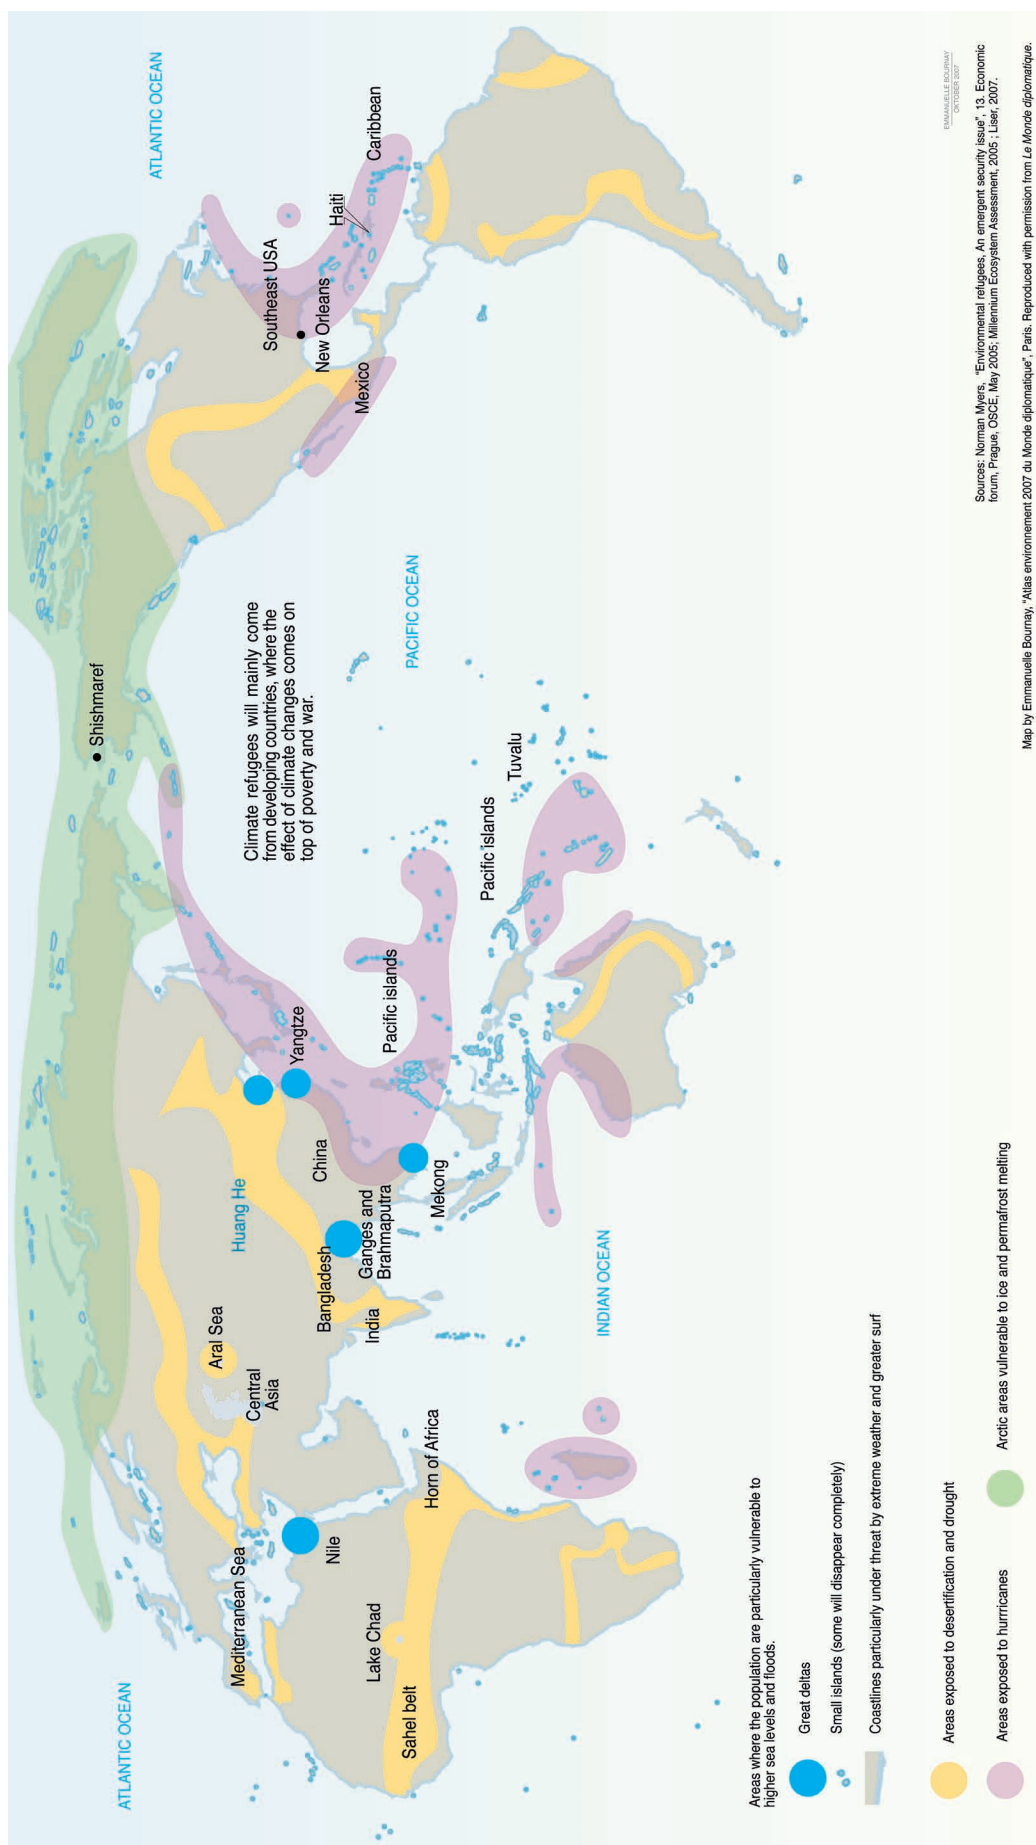 ATLANTIC OCEAN
Mediterranean Sea
Nile
Lake Chad
Sahel belt
Horn of Africa
Aral Sea
Central
Asia
Huang He
Bangladesh
India
Ganges and
Brahmaputra
China
Mekong
Yangtze
Pacific islands
Pacific islands
Tuvalu
INDIAN OCEAN
Shishmaref
Climate refugees will mainly come
from developing countries, where the
effect of climate changes comes on
top of poverty and war.
PACIFIC OCEAN
ATLANTIC OCEAN
Southeast USA
New Orleans
Mexico
Haiti
Caribbean
Areas where the population are particularly vulnerable to
higher sea levels and floods.
Great deltas
Small islands (some will disappear completely)
Coastlines particularly under threat by extreme weather and greater surf
Areas exposed to desertification and drought
Areas exposed to hurrricanes
Arctic areas vulnerable to ice and permafrost melting
EMMANUELLE BOURNAY
OKTOBER 2007
Sources: Norman Myers, "Environmental refugees, An emergent security issue", 13. Economic
forum, Prague, OSCE, May 2005; Millennium Ecosystem Assessment, 2005 ; Liser, 2007.
Map by Emmanuelle Bournay, "Atlas environnement 2007 du Monde diplomatique", Paris. Reproduced with permission from Le Monde diplomatique.